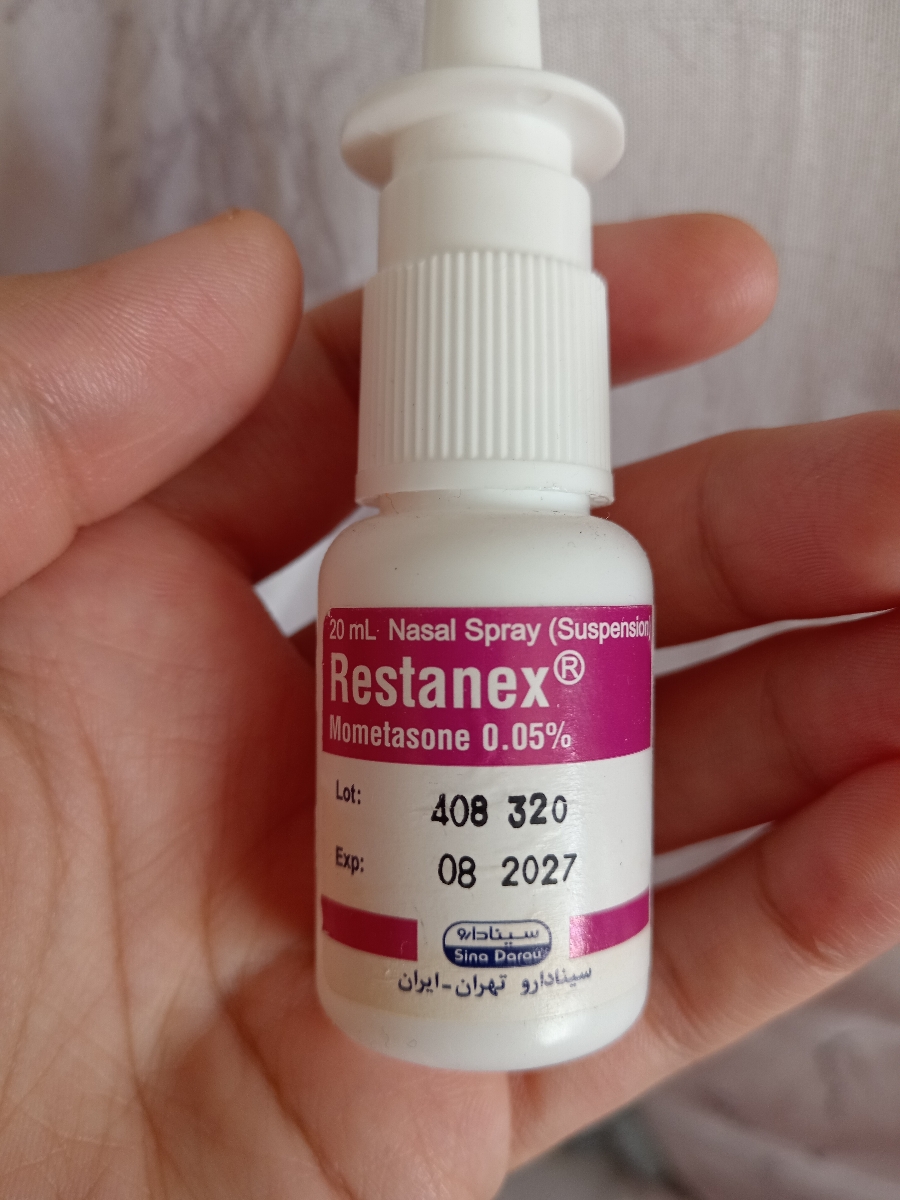 20 mL Nasal Spray (Suspension)
Restanex®
Mometasone 0.05%
Lot: 408 320
Exp: 08 2027
سینادارو
Sina Darou
سینادارو تهران-ایران